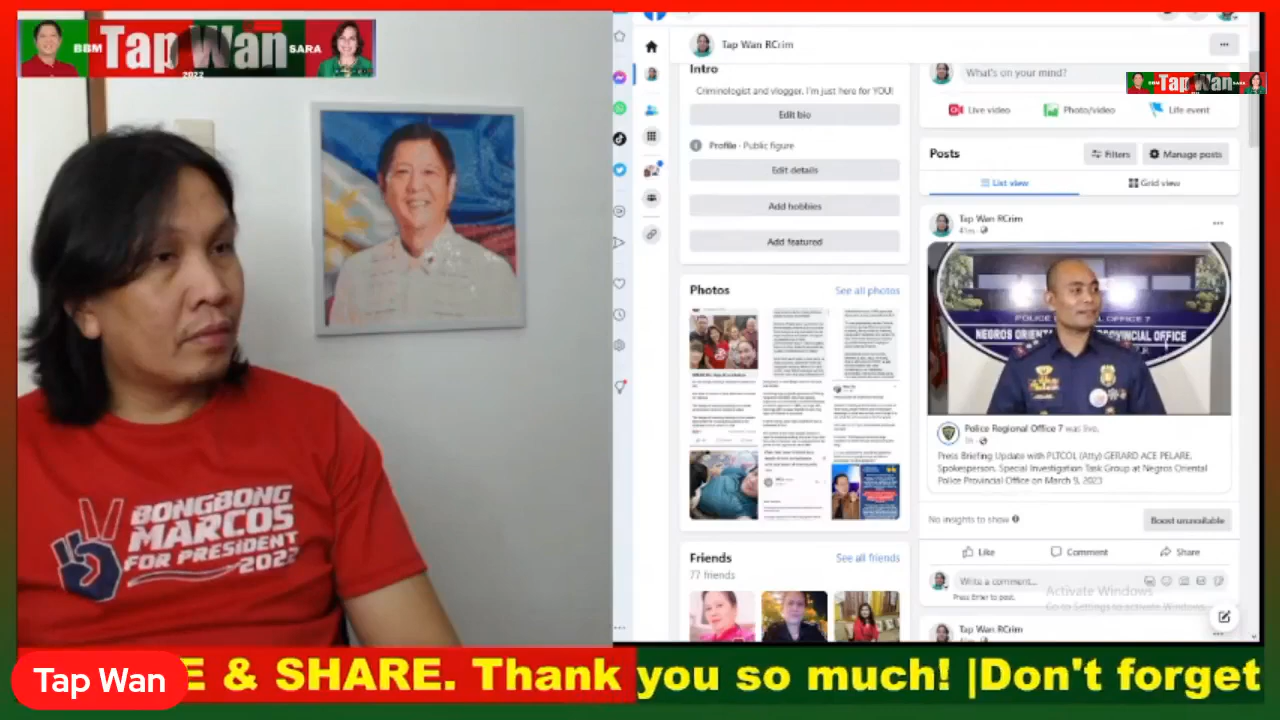 BBM Tap Wan SARA
2022
BONGBONG
MARCOS
FOR PRESIDENT
2022
Tap Wan RCrim
Intro
Criminologist and vlogger. I'm just here for YOU!
Edit bio
Profile · Public figure
Edit details
Add hobbies
Add featured
Photos
See all photos
Friends
See all friends
77 friends
What's on your mind?
BBM Tap Wan SARA
Live video
Photo/video
Life event
Posts
Filters
Manage posts
List view
Grid view
Tap Wan RCrim
41m
POLICE REGIONAL OFFICE 7
NEGROS ORIENTAL PROVINCIAL OFFICE
Police Regional Office 7 was live.
1h
Press Briefing Update with PLTCOL (Atty) GERARD ACE PELARE,
Spokesperson, Special Investigation Task Group at Negros Oriental
Police Provincial Office on March 9, 2023
No insights to show
Boost unavailable
Like
Comment
Share
Write a comment...
Press Enter to post.
Activate Windows
Go to Settings to activate Windows.
Tap Wan RCrim
Tap Wan
E & SHARE. Thank you so much! |Don't forget